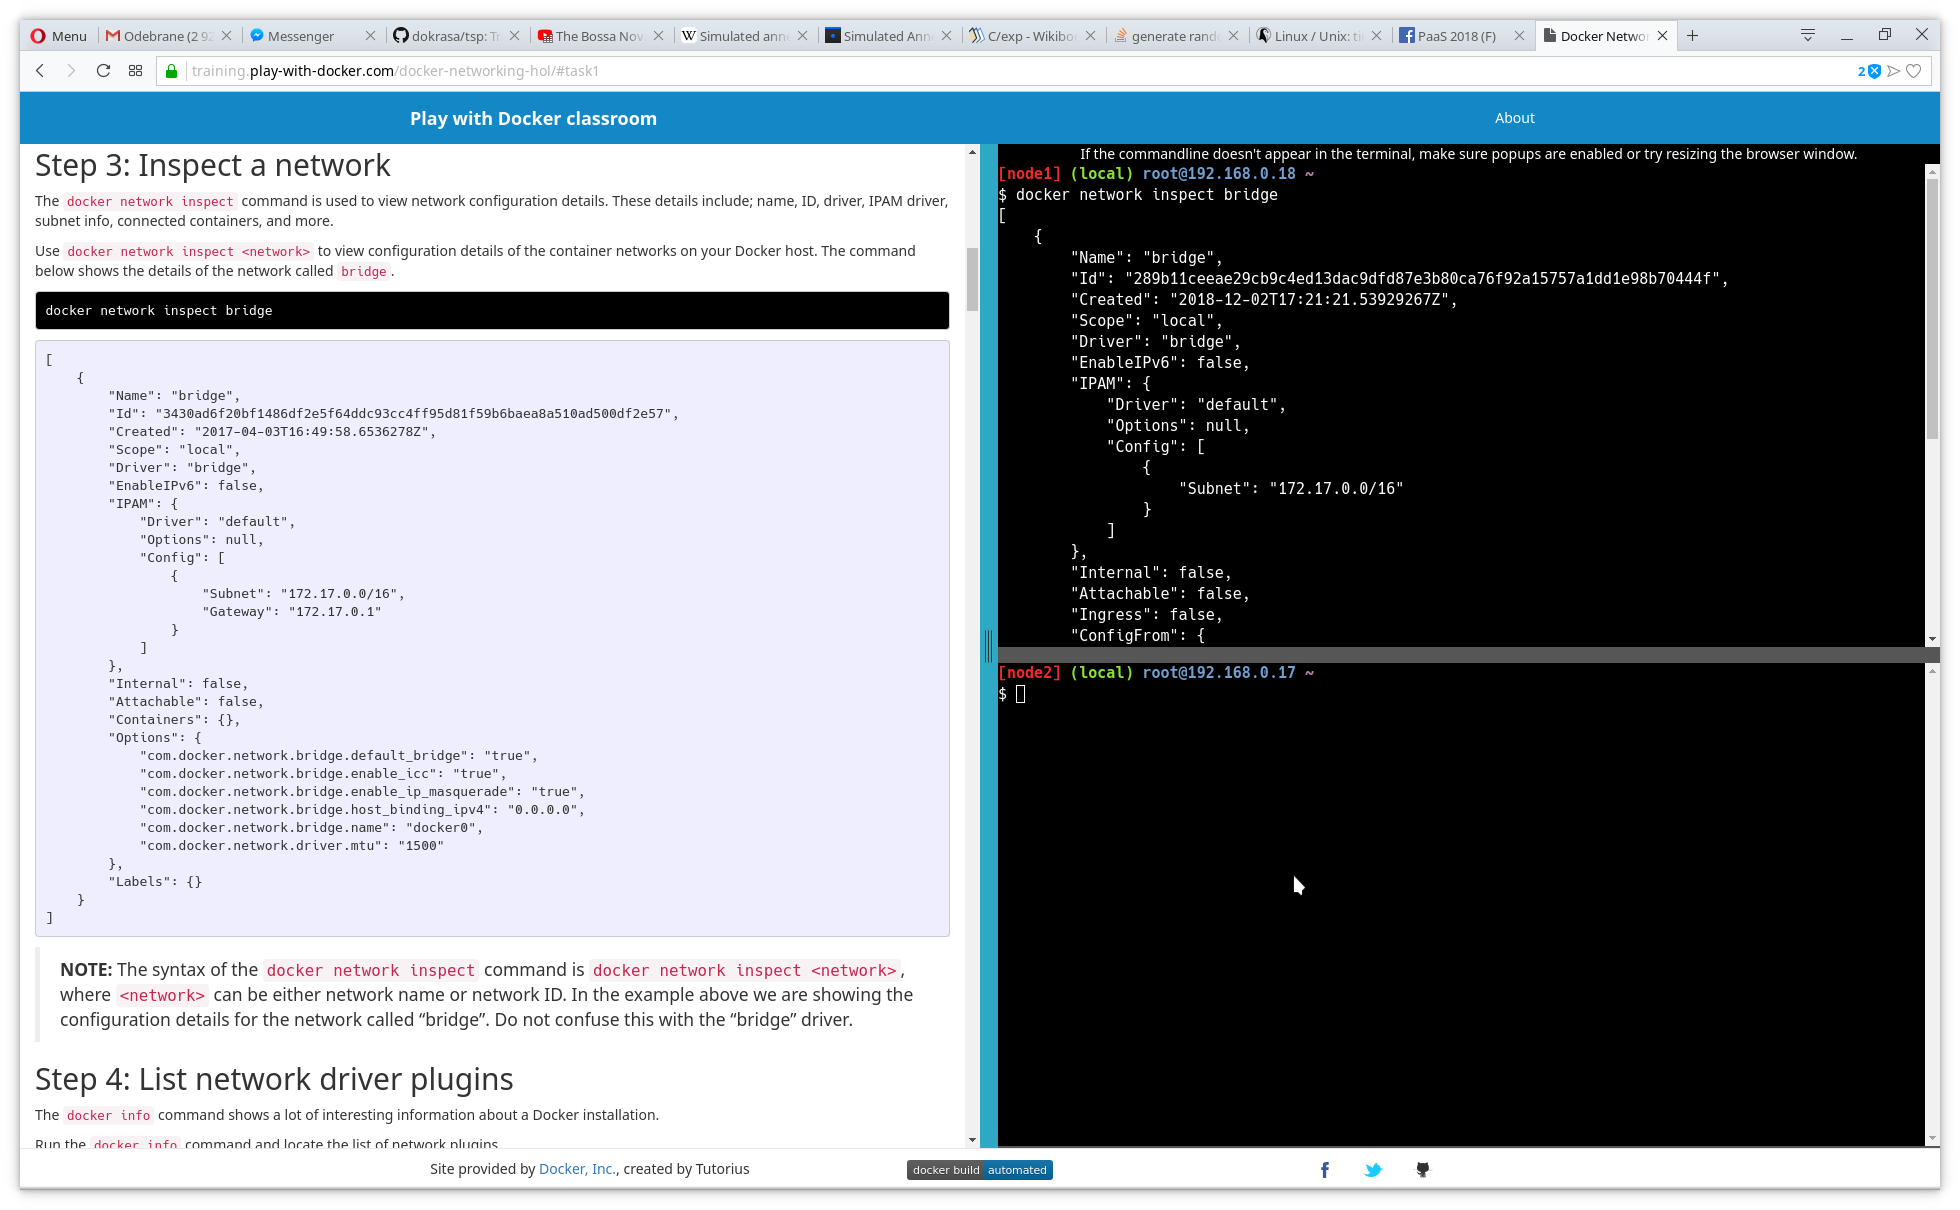 Menu
Odebrane (2 92
Messenger
dokrasa/tsp: Tr
The Bossa Nov
Simulated anne
Simulated Anne
C/exp - Wikiboo
generate rando
Linux / Unix: ti
PaaS 2018 (F)
Docker Networ
training.play-with-docker.com/docker-networking-hol/#task1
2
Play with Docker classroom
About
Step 3: Inspect a network
The docker network inspect command is used to view network configuration details. These details include; name, ID, driver, IPAM driver,
subnet info, connected containers, and more.
Use docker network inspect <network> to view configuration details of the container networks on your Docker host. The command
below shows the details of the network called bridge.
docker network inspect bridge
[
    {
        "Name": "bridge",
        "Id": "3430ad6f20bf1486df2e5f64ddc93cc4ff95d81f59b6baea8a510ad500df2e57",
        "Created": "2017-04-03T16:49:58.6536278Z",
        "Scope": "local",
        "Driver": "bridge",
        "EnableIPv6": false,
        "IPAM": {
            "Driver": "default",
            "Options": null,
            "Config": [
                {
                    "Subnet": "172.17.0.0/16",
                    "Gateway": "172.17.0.1"
                }
            ]
        },
        "Internal": false,
        "Attachable": false,
        "Containers": {},
        "Options": {
            "com.docker.network.bridge.default_bridge": "true",
            "com.docker.network.bridge.enable_icc": "true",
            "com.docker.network.bridge.enable_ip_masquerade": "true",
            "com.docker.network.bridge.host_binding_ipv4": "0.0.0.0",
            "com.docker.network.bridge.name": "docker0",
            "com.docker.network.driver.mtu": "1500"
        },
        "Labels": {}
    }
]
NOTE: The syntax of the docker network inspect command is docker network inspect <network>,
where <network> can be either network name or network ID. In the example above we are showing the
configuration details for the network called “bridge”. Do not confuse this with the “bridge” driver.
Step 4: List network driver plugins
The docker info command shows a lot of interesting information about a Docker installation.
Run the docker info command and locate the list of network plugins.
If the commandline doesn't appear in the terminal, make sure popups are enabled or try resizing the browser window.
[node1] (local) root@192.168.0.18 ~
$ docker network inspect bridge
[
    {
        "Name": "bridge",
        "Id": "289b11ceeae29cb9c4ed13dac9dfd87e3b80ca76f92a15757a1dd1e98b70444f",
        "Created": "2018-12-02T17:21:21.53929267Z",
        "Scope": "local",
        "Driver": "bridge",
        "EnableIPv6": false,
        "IPAM": {
            "Driver": "default",
            "Options": null,
            "Config": [
                {
                    "Subnet": "172.17.0.0/16"
                }
            ]
        },
        "Internal": false,
        "Attachable": false,
        "Ingress": false,
        "ConfigFrom": {
[node2] (local) root@192.168.0.17 ~
$
Site provided by Docker, Inc., created by Tutorius
docker build automated